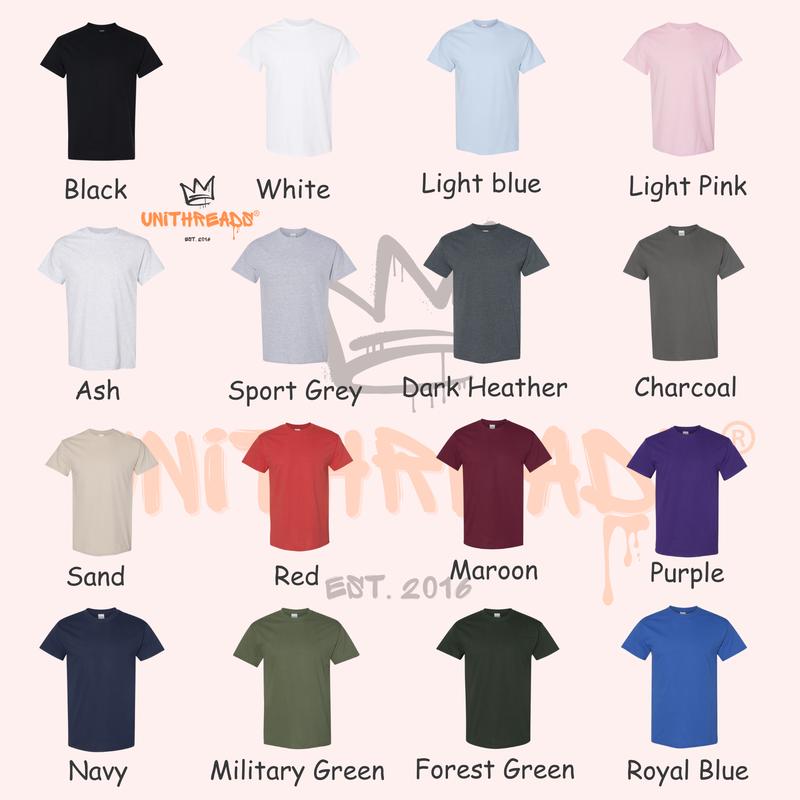 Black
White
Light blue
Light Pink
UNITHREADS®
EST. 2016
Ash
Sport Grey
Dark Heather
Charcoal
UNITHREADS®
Sand
Red
Maroon
Purple
EST. 2016
Navy
Military Green
Forest Green
Royal Blue